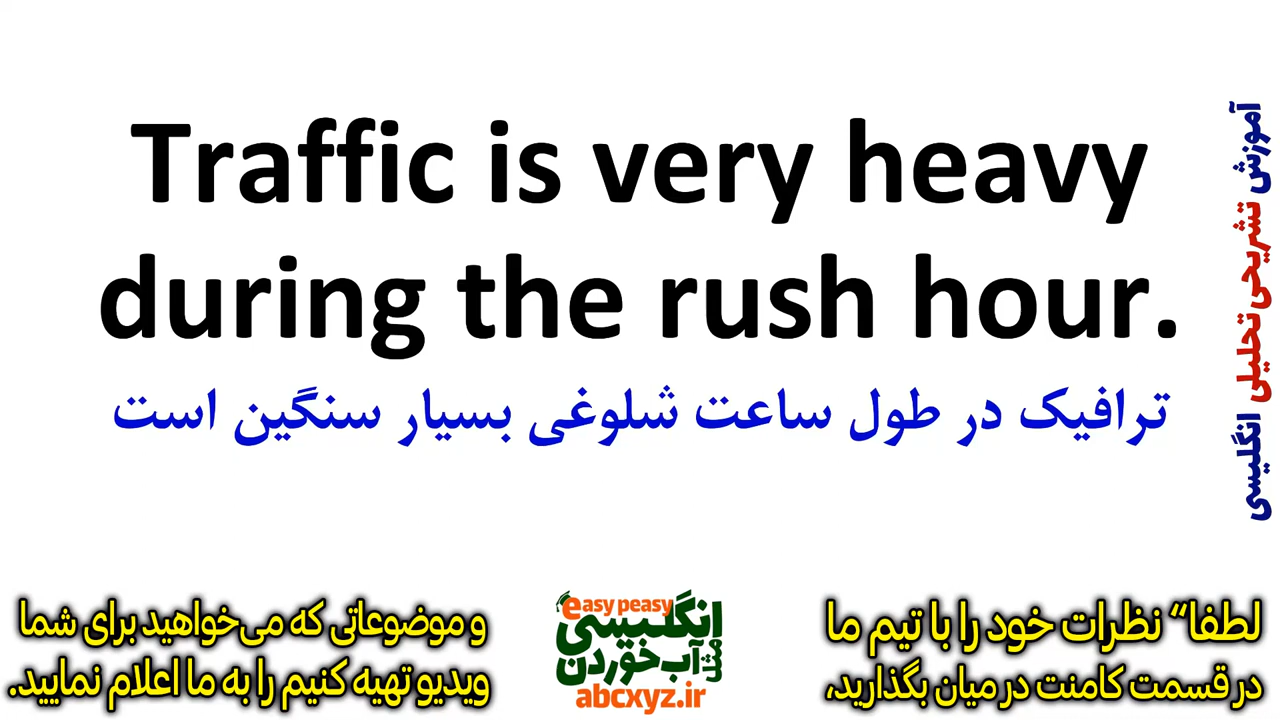 Traffic is very heavy
during the rush hour.
ترافیک در طول ساعت شلوغی بسیار سنگین است
آموزش تشریحی تحلیلی انگلیسی
لطفا“ نظرات خود را با تیم ما
در قسمت کامنت در میان بگذارید،
easy peasy
انگلیسی
مثل آب خوردن
abcxyz.ir
و موضوعاتی که می‌خواهید برای شما
ویدیو تهیه کنیم را به ما اعلام نمایید.